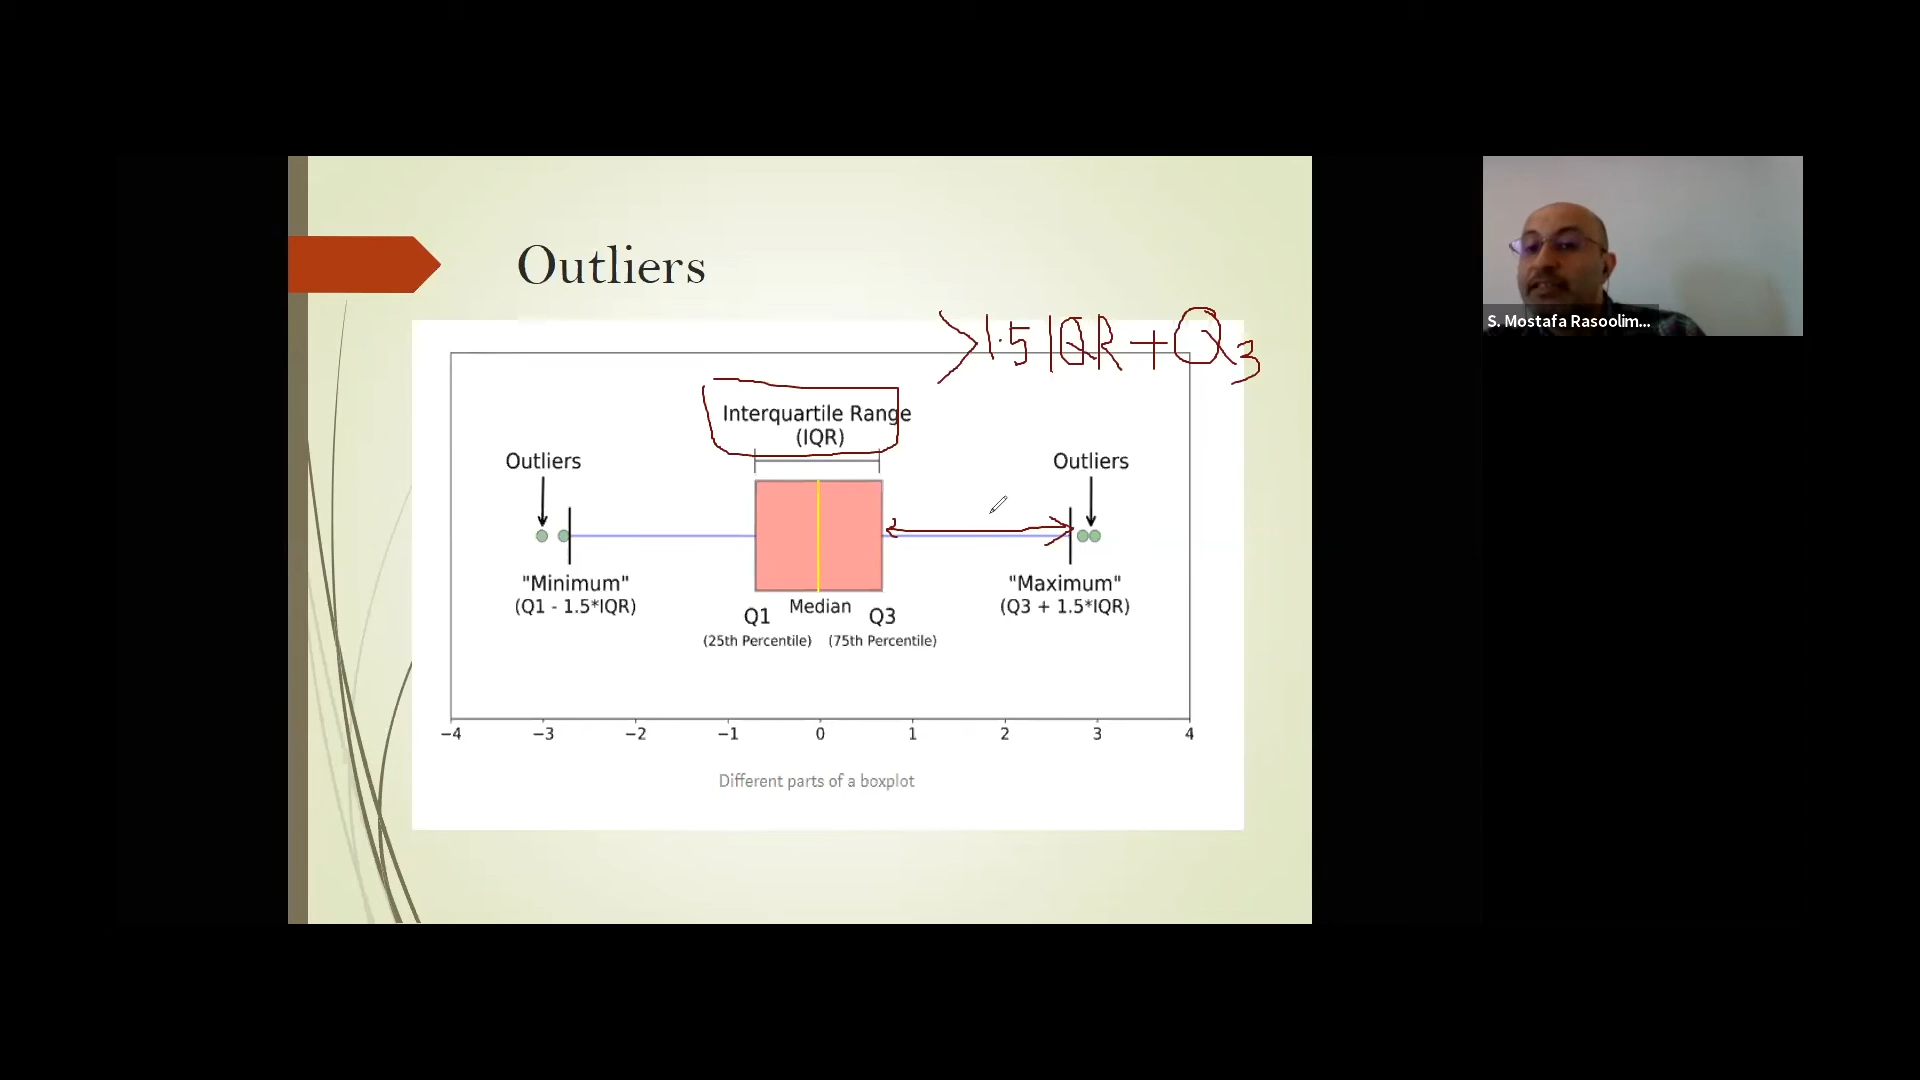 Outliers
>1.5 IQR + Q3
Interquartile Range
(IQR)
Outliers
Outliers
"Minimum"
(Q1 - 1.5*IQR)
"Maximum"
(Q3 + 1.5*IQR)
Median
Q1
Q3
(25th Percentile)
(75th Percentile)
−4 −3 −2 −1 0 1 2 3 4
Different parts of a boxplot
S. Mostafa Rasoolim...